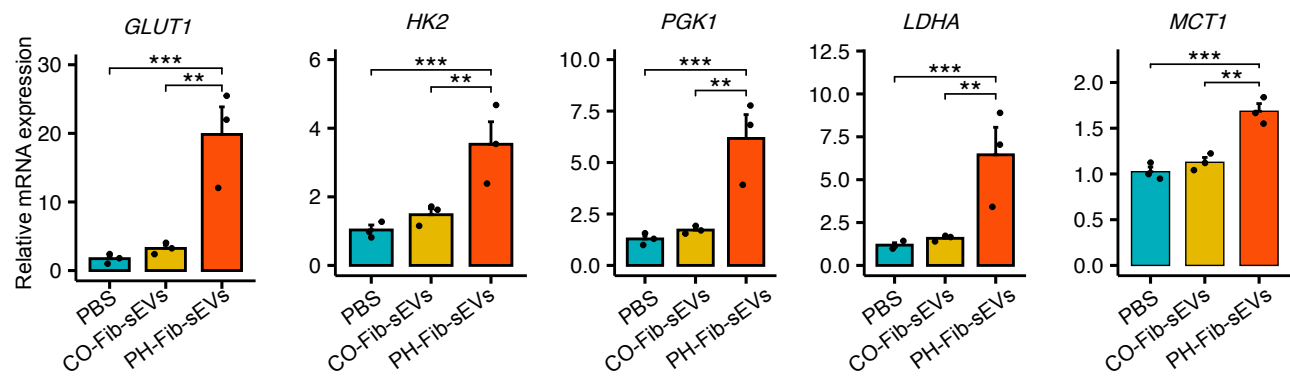 GLUT1
HK2
PGK1
LDHA
MCT1
Relative mRNA expression
30
20
10
0
***
**
PBS
CO-Fib-sEVs
PH-Fib-sEVs
6
4
2
0
***
**
PBS
CO-Fib-sEVs
PH-Fib-sEVs
10.0
7.5
5.0
2.5
0.0
***
**
PBS
CO-Fib-sEVs
PH-Fib-sEVs
12.5
10.0
7.5
5.0
2.5
0.0
***
**
PBS
CO-Fib-sEVs
PH-Fib-sEVs
2.0
1.5
1.0
0.5
0.0
***
**
PBS
CO-Fib-sEVs
PH-Fib-sEVs